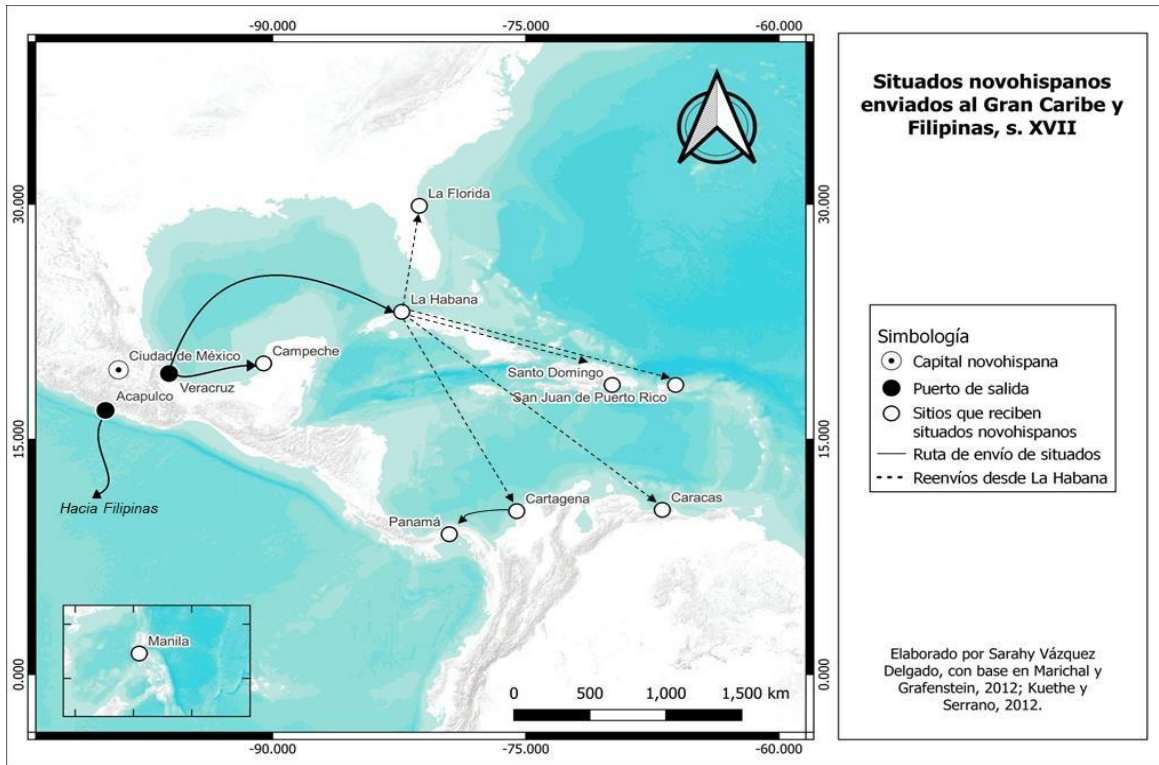 -90.000
-75.000
-60.000
30.000
15.000
0.000
30.000
15.000
0.000
La Florida
La Habana
Ciudad de México
Campeche
Veracruz
Acapulco
Santo Domingo
San Juan de Puerto Rico
Hacia Filipinas
Cartagena
Caracas
Panamá
Manila
0
500
1,000
1,500 km
-90.000
-75.000
-60.000
Situados novohispanos
enviados al Gran Caribe y
Filipinas, s. XVII
Simbología
Capital novohispana
Puerto de salida
Sitios que reciben
situados novohispanos
Ruta de envío de situados
Reenvíos desde La Habana
Elaborado por Sarahy Vázquez
Delgado, con base en Marichal y
Grafenstein, 2012; Kuethe y
Serrano, 2012.